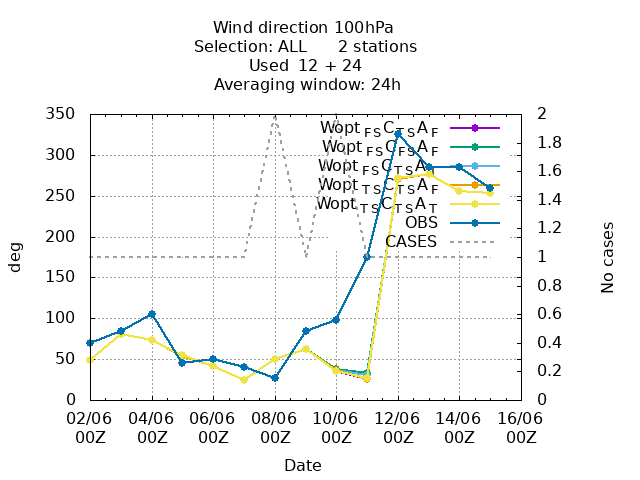 Wind direction 100hPa
Selection: ALL 2 stations
Used 12 + 24
Averaging window: 24h
350
300
250
200
150
100
50
0
deg
2
1.8
1.6
1.4
1.2
1
0.8
0.6
0.4
0.2
0
No cases
Wopt FS C TS A F
Wopt FS C FS A F
Wopt FS C TS A F
Wopt TS C TS A F
Wopt TS C TS A T
OBS
CASES
02/06 04/06 06/06 08/06 10/06 12/06 14/06 16/06
00Z 00Z 00Z 00Z 00Z 00Z 00Z 00Z
Date